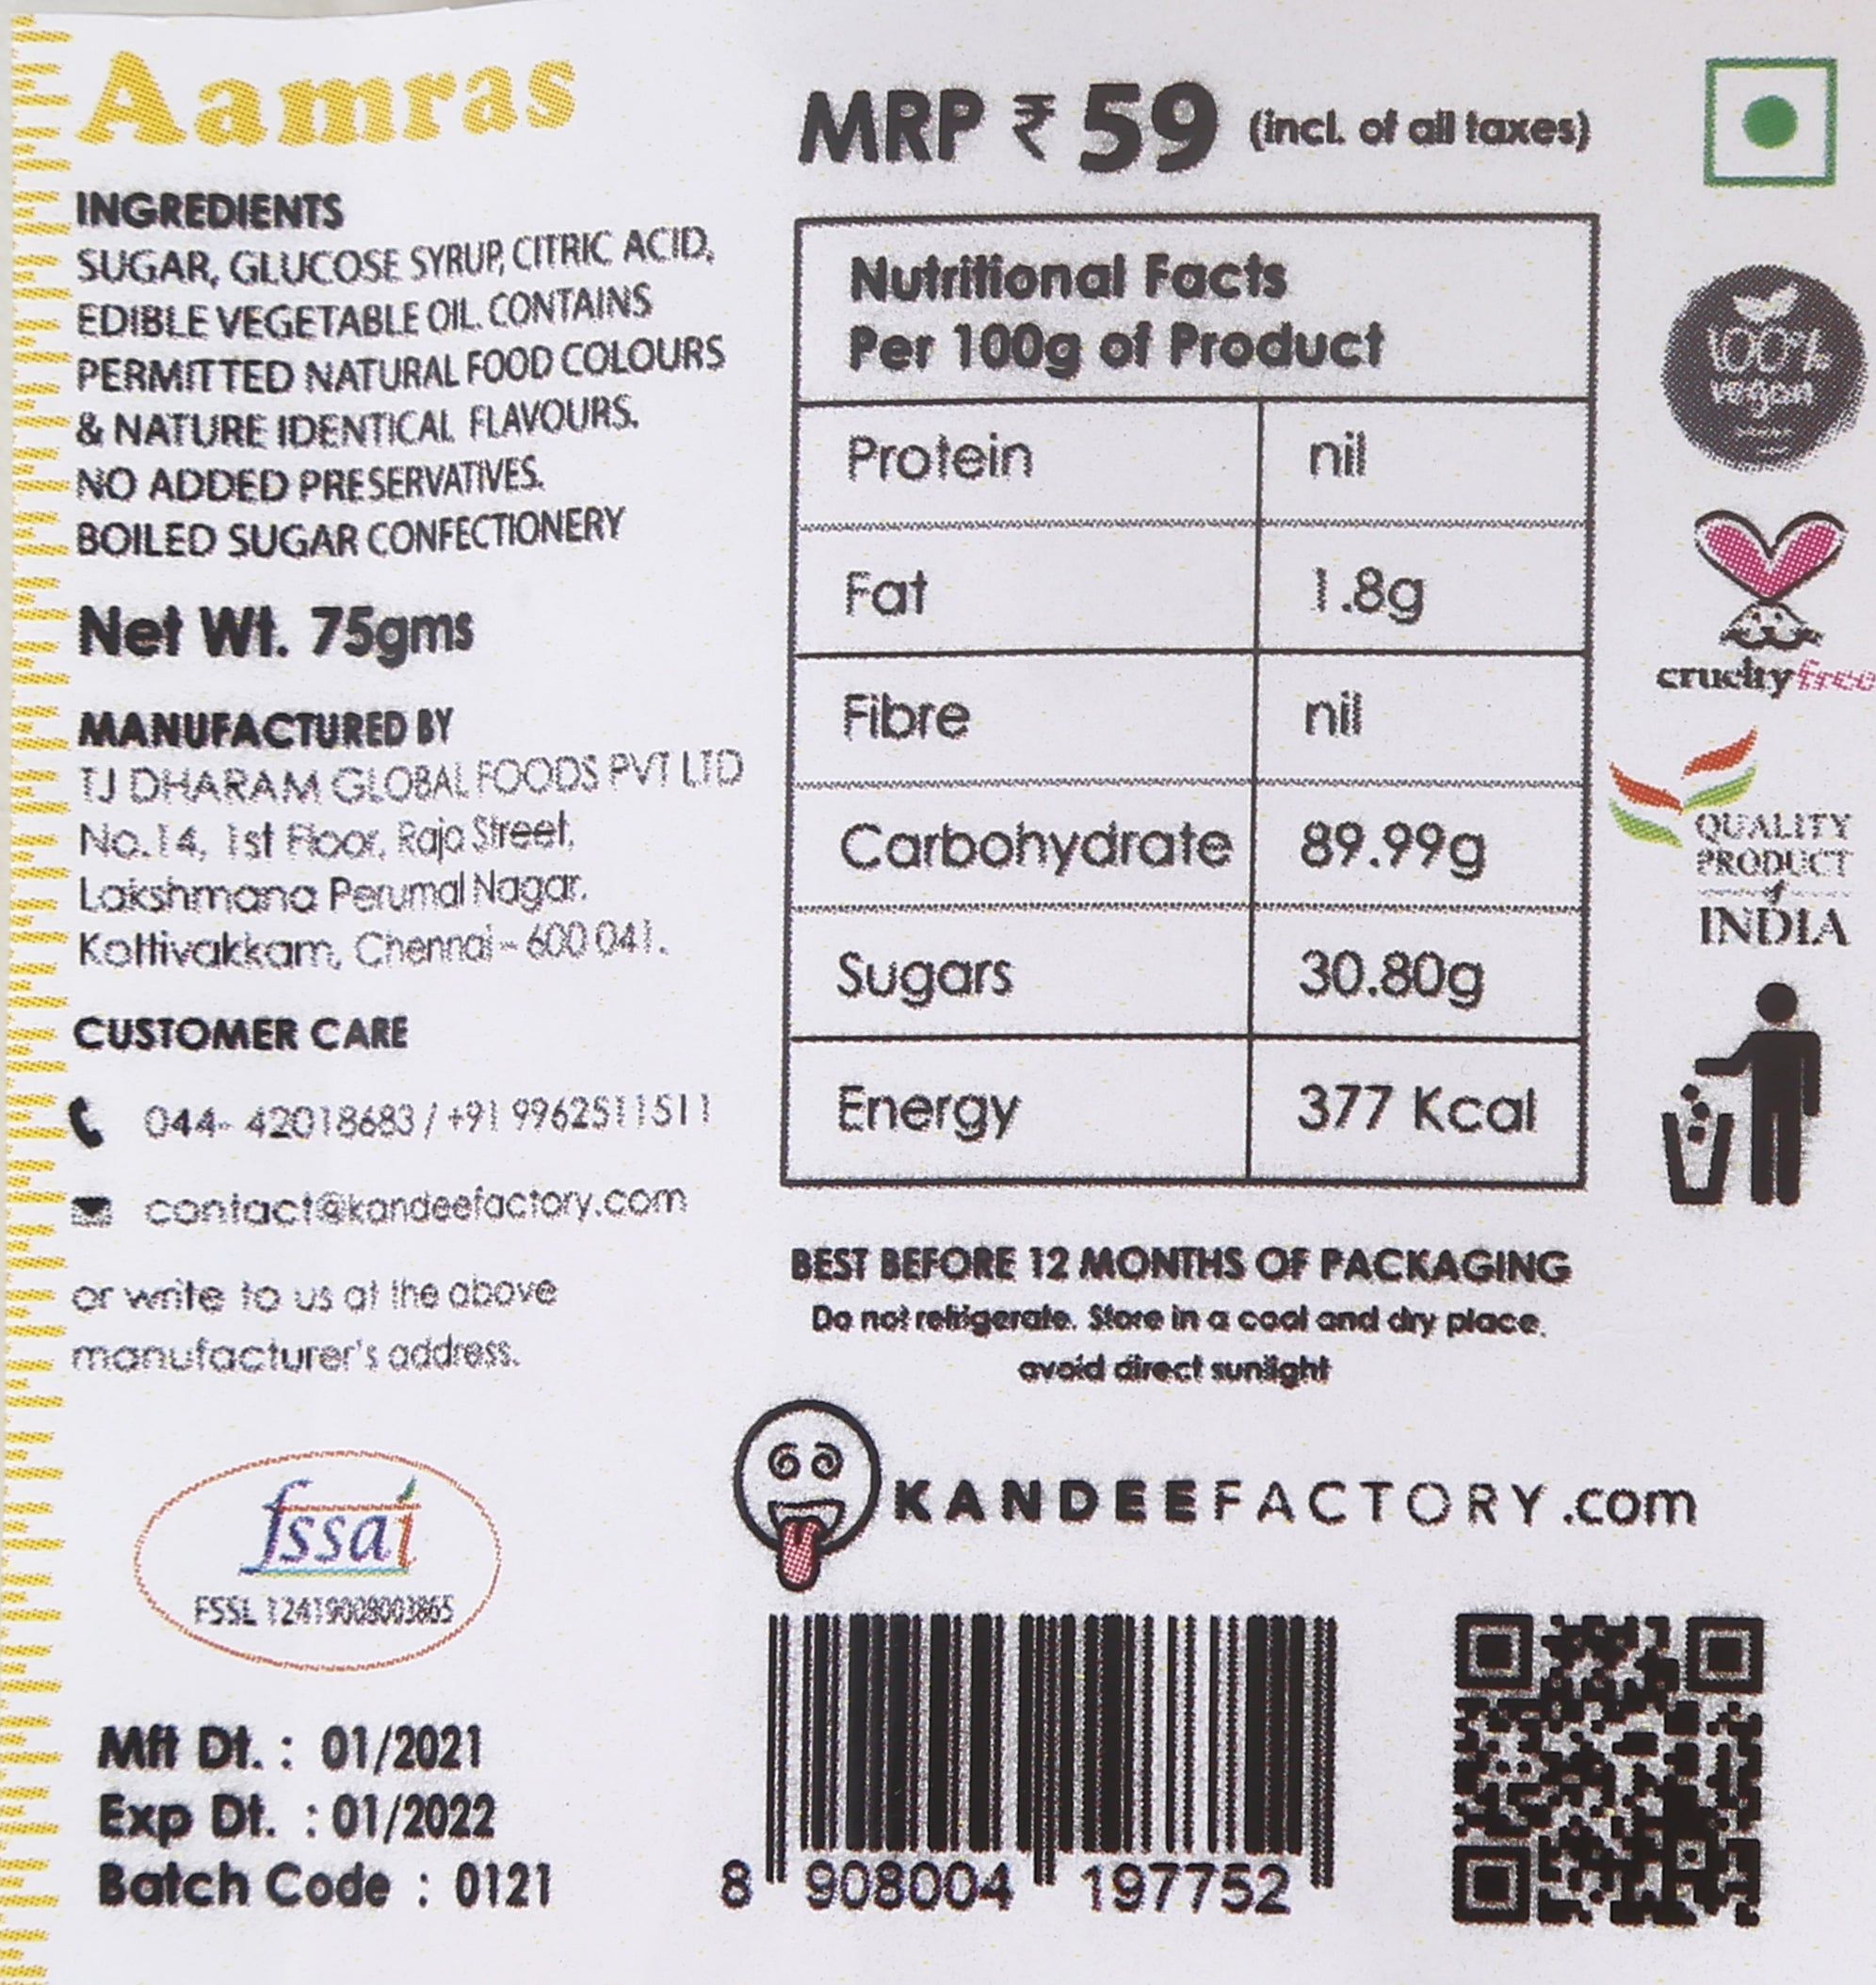 Aamras
INGREDIENTS
SUGAR, GLUCOSE SYRUP, CITRIC ACID,
EDIBLE VEGETABLE OIL. CONTAINS
PERMITTED NATURAL FOOD COLOURS
& NATURE IDENTICAL FLAVOURS.
NO ADDED PRESERVATIVES.
BOILED SUGAR CONFECTIONERY
Net Wt. 75gms
MANUFACTURED BY
TJ DHARAM GLOBAL FOODS PVT LTD
No.14, 1st Floor, Raja Street,
Lakshmana Perumal Nagar,
Kottivakkam, Chennai - 600 041.
CUSTOMER CARE
044- 42018683 / +91 9962511511
contact@kandeefactory.com
or write to us at the above
manufacturer's address.
fssai
FSSL 12419008003865
Mft Dt. : 01/2021
Exp Dt. : 01/2022
Batch Code : 0121
MRP ₹ 59 (incl. of all taxes)
Nutritional Facts
Per 100g of Product
Protein nil
Fat 1.8g
Fibre nil
Carbohydrate 89.99g
Sugars 30.80g
Energy 377 Kcal
BEST BEFORE 12 MONTHS OF PACKAGING
Do not refrigerate. Store in a cool and dry place.
avoid direct sunlight
KANDEEFACTORY.com
8 908004 197752
100%
vegan
crueltyfree
QUALITY
PRODUCT
of
INDIA